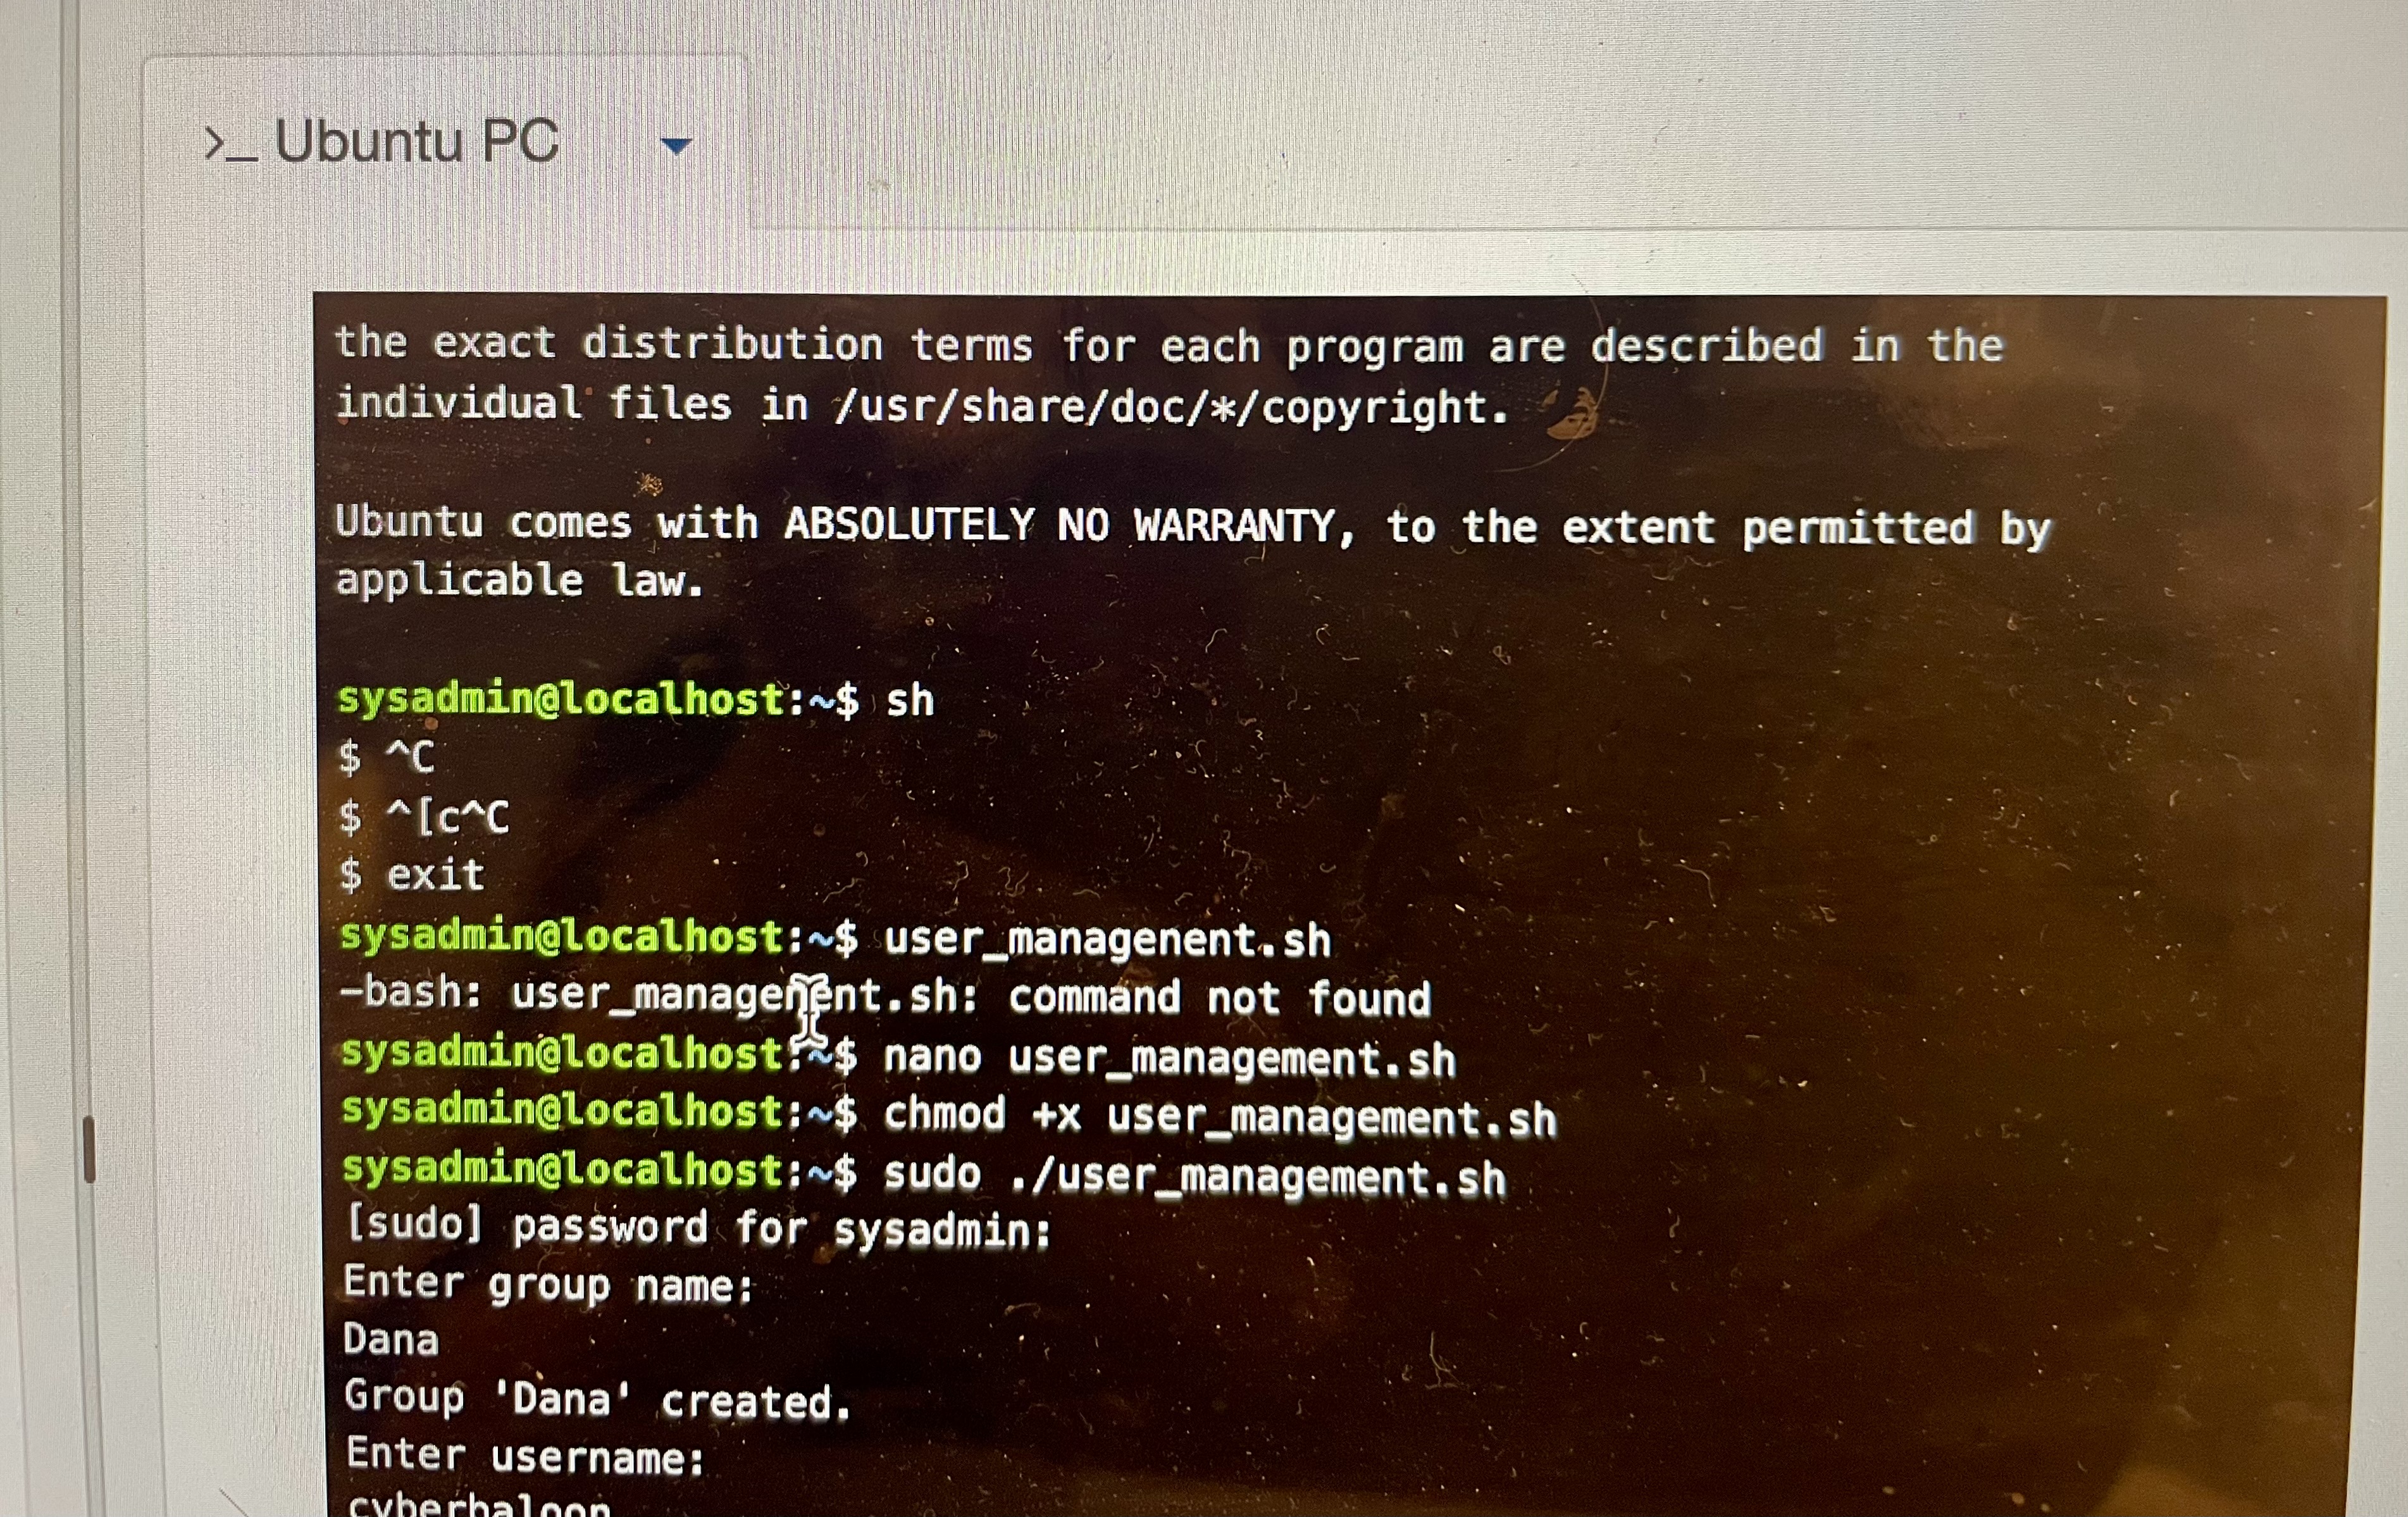 >_ Ubuntu PC
the exact distribution terms for each program are described in the
individual files in /usr/share/doc/*/copyright.
Ubuntu comes with ABSOLUTELY NO WARRANTY, to the extent permitted by
applicable law.
sysadmin@localhost:~$ sh
$ ^C
$ ^[c^C
$ exit
sysadmin@localhost:~$ user_managenent.sh
-bash: user_managenent.sh: command not found
sysadmin@localhost:~$ nano user_management.sh
sysadmin@localhost:~$ chmod +x user_management.sh
sysadmin@localhost:~$ sudo ./user_management.sh
[sudo] password for sysadmin:
Enter group name:
Dana
Group 'Dana' created.
Enter username:
cyberbaloon